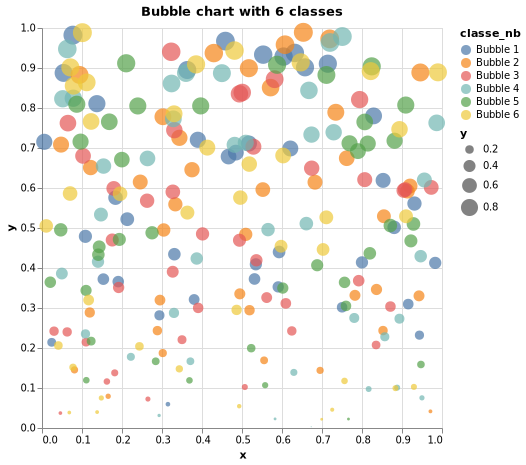 Bubble chart with 6 classes
classe_nb
Bubble 1
Bubble 2
Bubble 3
Bubble 4
Bubble 5
Bubble 6
y
0.2
0.4
0.6
0.8
1.0
0.9
0.8
0.7
0.6
0.5
0.4
0.3
0.2
0.1
0.0
y
0.0 0.1 0.2 0.3 0.4 0.5 0.6 0.7 0.8 0.9 1.0
x